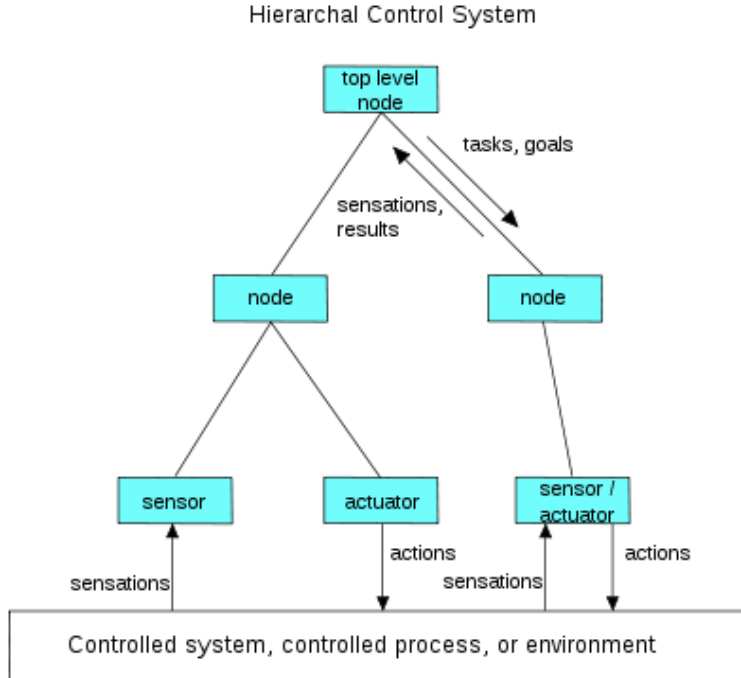 Hierarchal Control System
top level
node
tasks, goals
sensations,
results
node
node
sensor
actuator
sensor /
actuator
sensations
actions
sensations
actions
Controlled system, controlled process, or environment